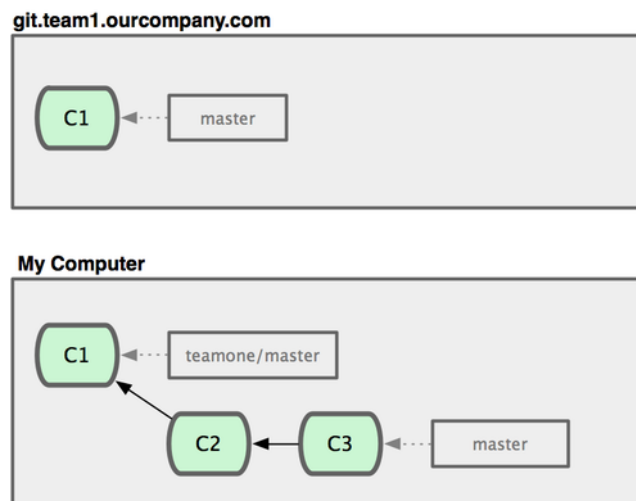 git.team1.ourcompany.com
C1 master
My Computer
C1 teamone/master
C2 C3 master